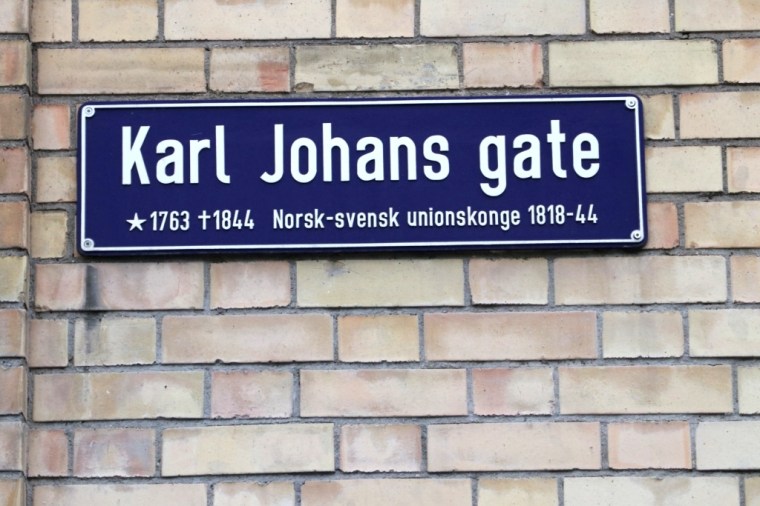 Karl Johans gate
★1763 †1844 Norsk-svensk unionskonge 1818-44